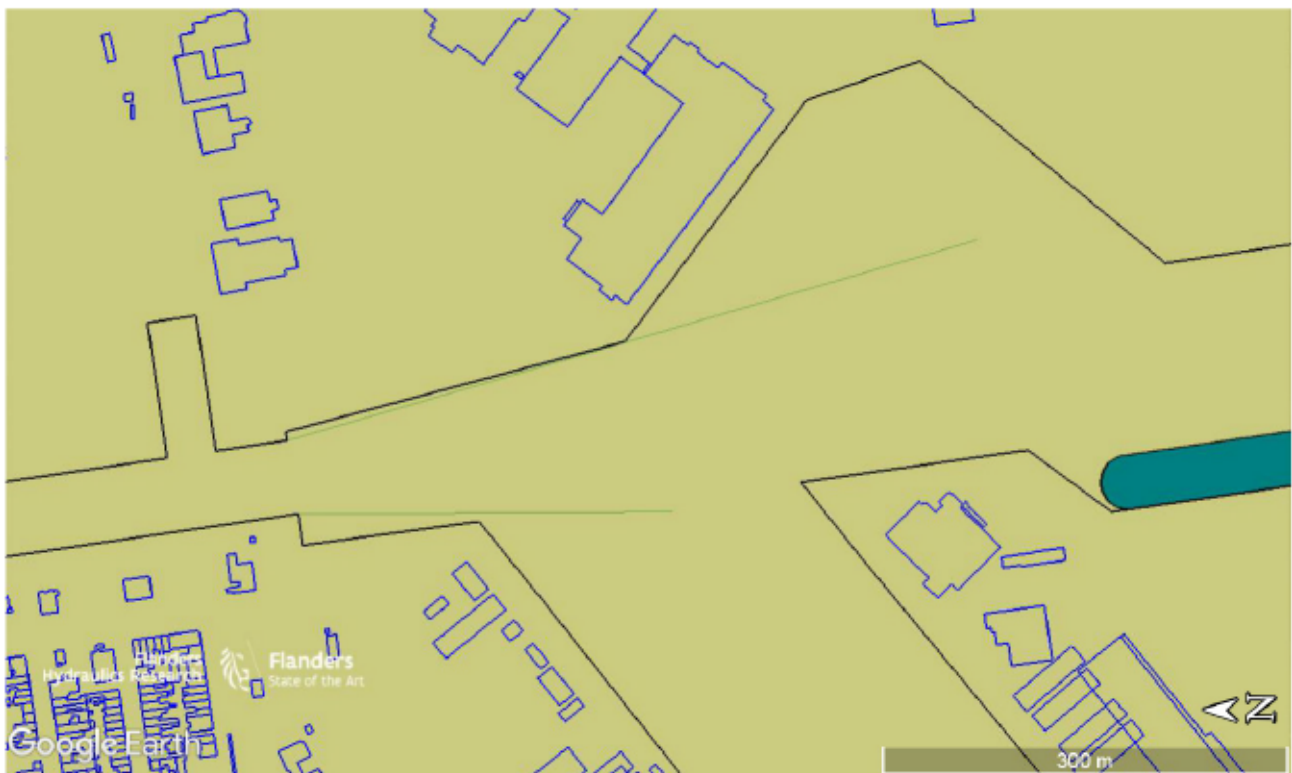 Flanders
Hydraulics Research
Flanders
State of the Art
Google Earth
N
300 m